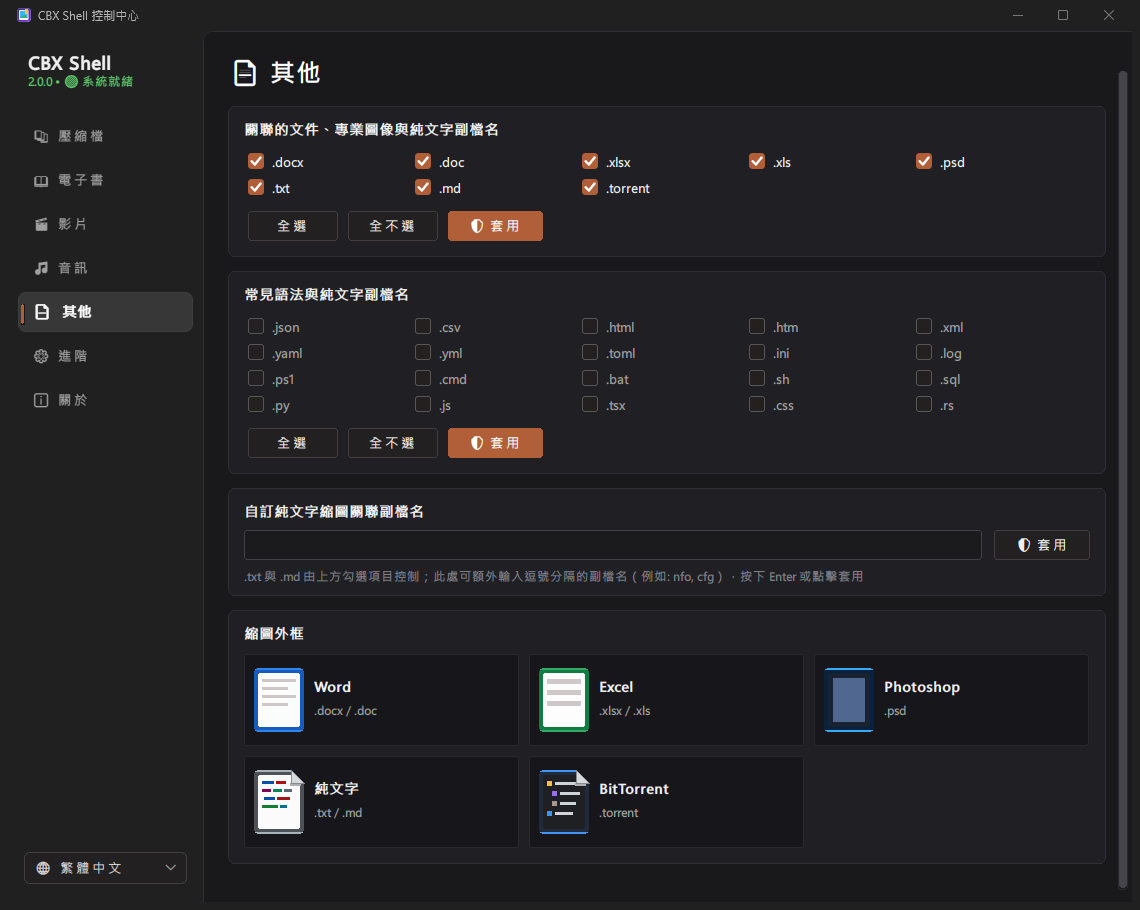 CBX Shell 控制中心
CBX Shell
2.0.0 • 系統就緒
壓縮檔
電子書
影片
音訊
其他
進階
關於
繁體中文
其他
關聯的文件、專業圖像與純文字副檔名
.docx .doc .xlsx .xls .psd
.txt .md .torrent
全選 全不選 套用
常見語法與純文字副檔名
.json .csv .html .htm .xml
.yaml .yml .toml .ini .log
.ps1 .cmd .bat .sh .sql
.py .js .tsx .css .rs
全選 全不選 套用
自訂純文字縮圖關聯副檔名
套用
.txt 與 .md 由上方勾選項目控制；此處可額外輸入逗號分隔的副檔名（例如: nfo, cfg），按下 Enter 或點擊套用
縮圖外框
Word
.docx / .doc
Excel
.xlsx / .xls
Photoshop
.psd
純文字
.txt / .md
BitTorrent
.torrent